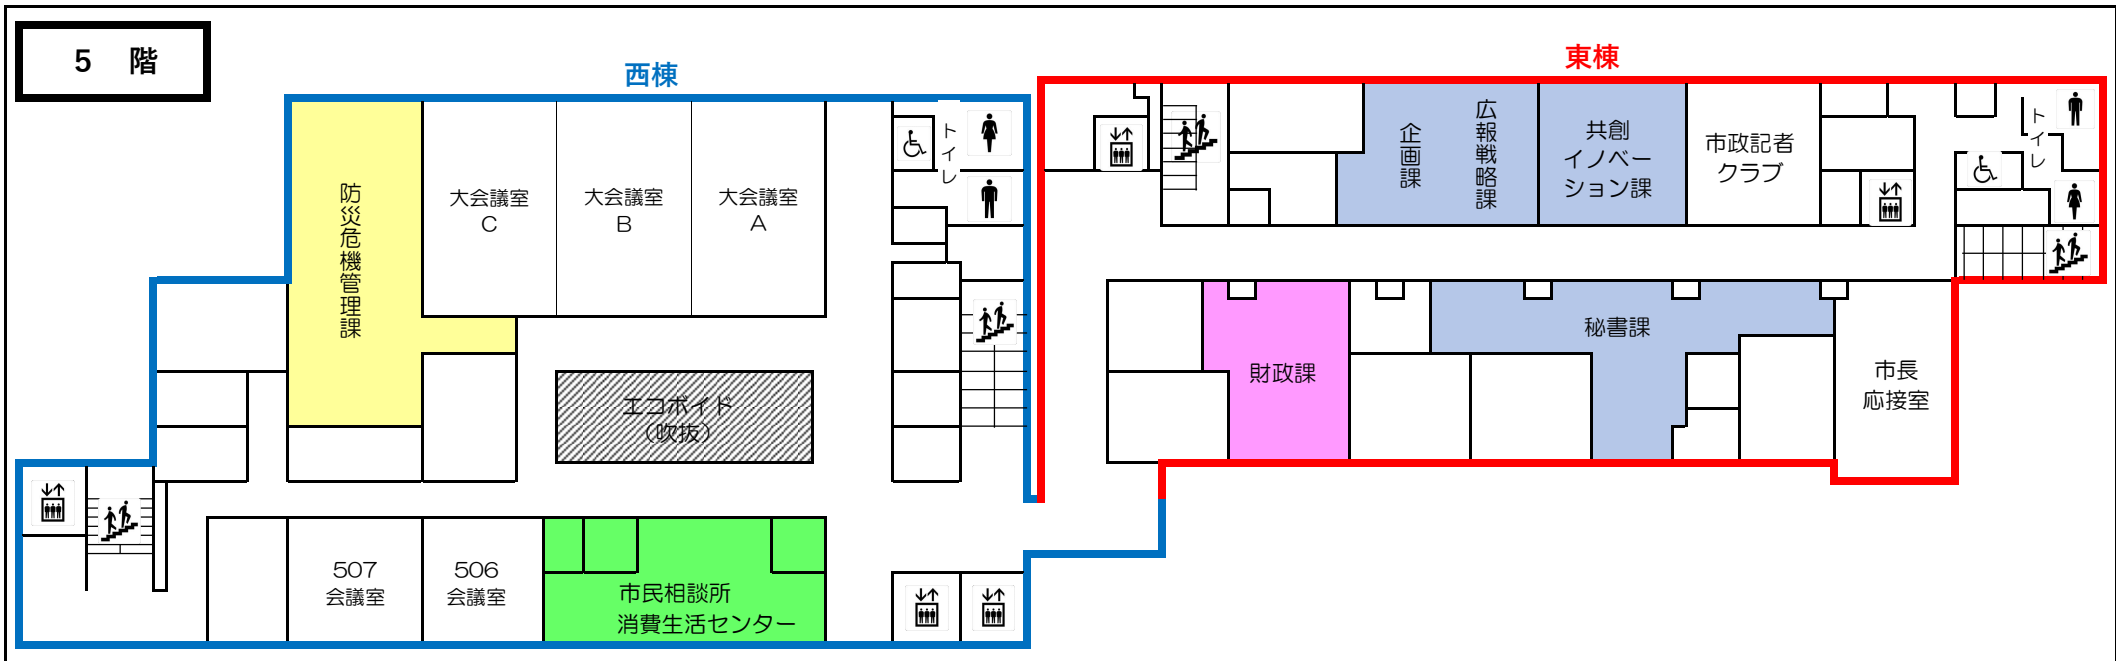 5 階
西棟
東棟
防災危機管理課
大会議室
C
大会議室
B
大会議室
A
トイレ
エコボイド
(吹抜)
507
会議室
506
会議室
市民相談所
消費生活センター
企画課
広報戦略課
共創
イノベー
ション課
市政記者
クラブ
トイレ
財政課
秘書課
市長
応接室